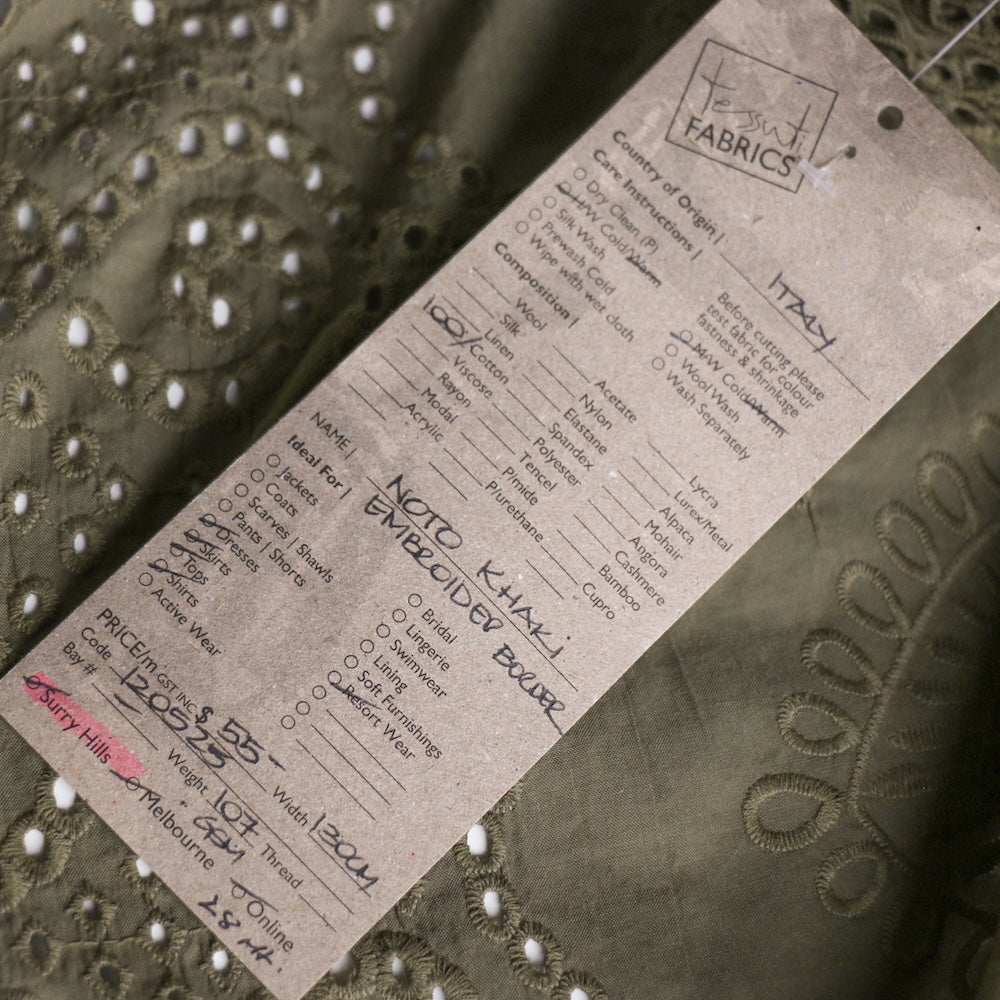 tessuti
FABRICS
Country of Origin | ITALY
Care Instructions |
Before cutting please
test fabric for colour
fastness & shrinkage
Dry Clean (P)
H/W Cold/Warm
Silk Wash
Prewash Cold
Wipe with wet cloth
M/W Cold/Warm
Wool Wash
Wash Separately
Composition |
Wool
Silk
Linen
100% Cotton
Viscose
Rayon
Modal
Acrylic
Acetate
Nylon
Elastane
Spandex
Polyester
Tencel
P/mide
P/urethane
Lycra
Lurex/Metal
Alpaca
Mohair
Angora
Cashmere
Bamboo
Cupro
NAME | NOTO KHAKI
EMBROIDER BORDER
Ideal For |
Jackets
Coats
Scarves | Shawls
Pants | Shorts
Dresses
Skirts
Tops
Shirts
Active Wear
Bridal
Lingerie
Swimwear
Lining
Soft Furnishings
Resort Wear
PRICE/m GST INC $ 55-
Code 120523 Width 130CM
Bay # Weight 107 GSM Thread
Surry Hills Melbourne Online